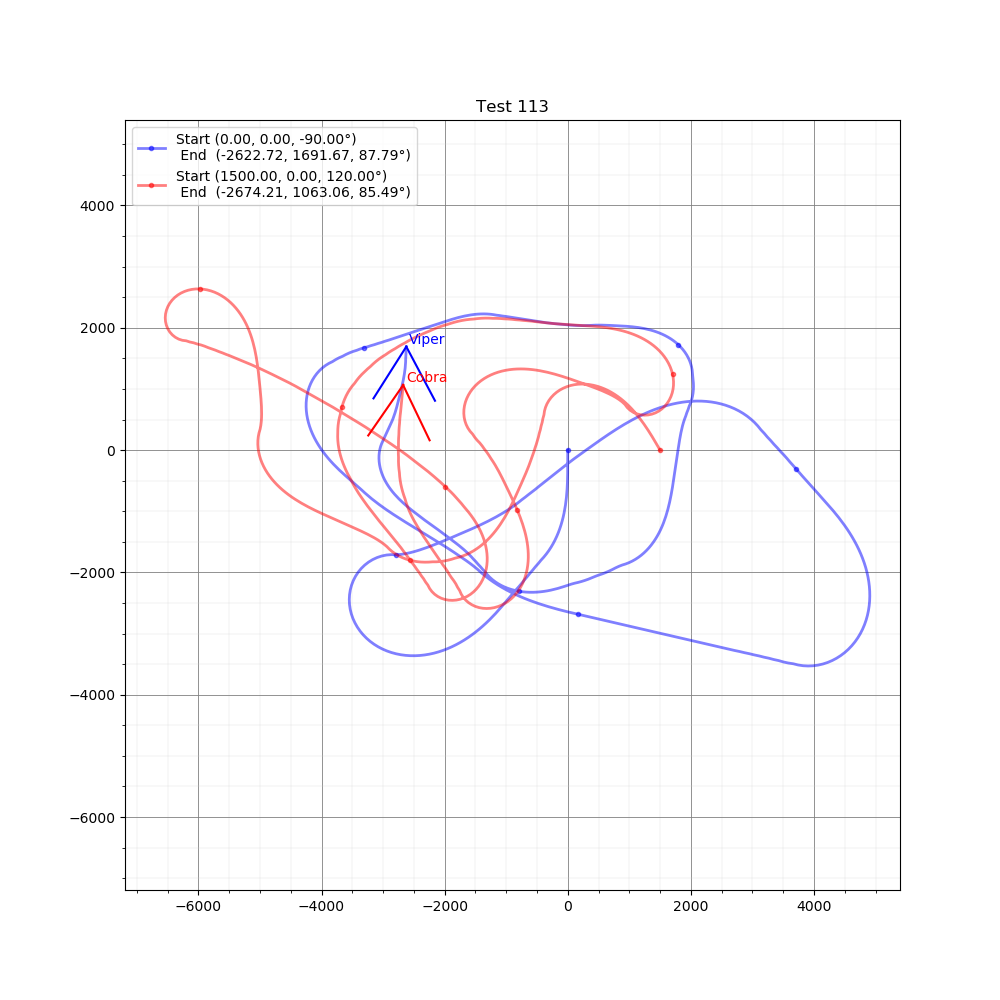 Test 113
Start (0.00, 0.00, -90.00°)
End (-2622.72, 1691.67, 87.79°)
Start (1500.00, 0.00, 120.00°)
End (-2674.21, 1063.06, 85.49°)
4000
2000
0
−2000
−4000
−6000
Viper
Cobra
−6000 −4000 −2000 0 2000 4000